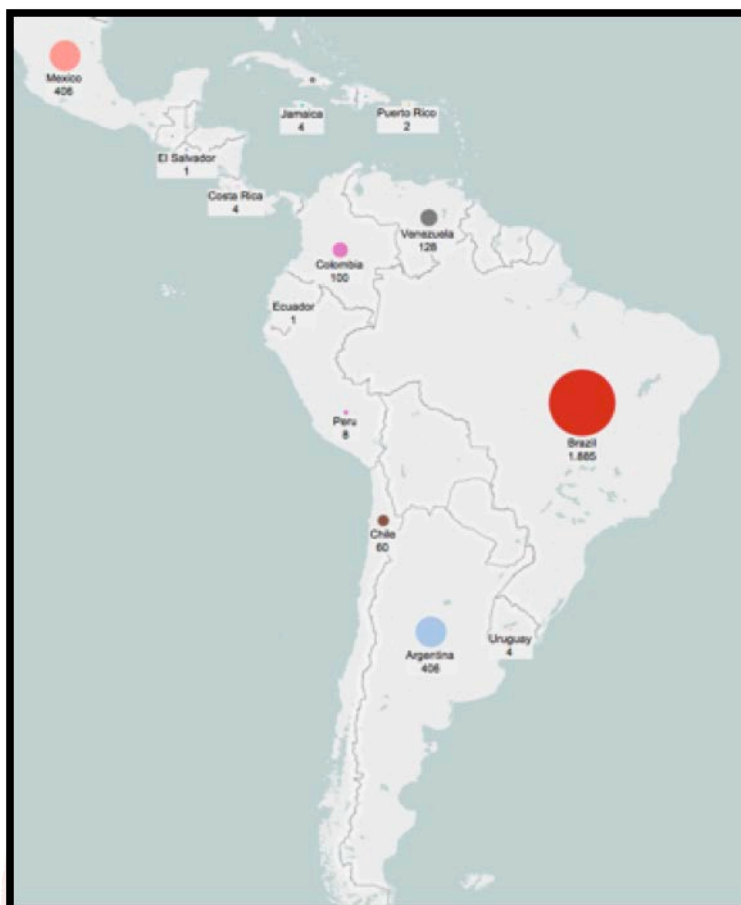 Mexico
406
Jamaica
4
Puerto Rico
2
El Salvador
1
Costa Rica
4
Venezuela
128
Colombia
100
Ecuador
1
Peru
8
Brazil
1.885
Chile
60
Argentina
406
Uruguay
4